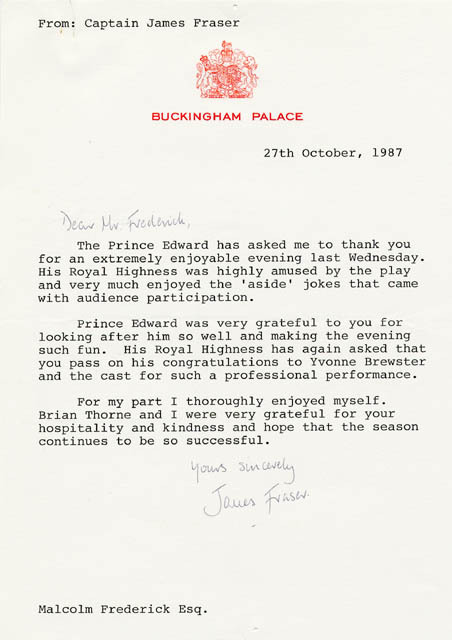 From: Captain James Fraser
BUCKINGHAM PALACE
27th October, 1987
Dear Mr. Frederick,
The Prince Edward has asked me to thank you
for an extremely enjoyable evening last Wednesday.
His Royal Highness was highly amused by the play
and very much enjoyed the 'aside' jokes that came
with audience participation.
Prince Edward was very grateful to you for
looking after him so well and making the evening
such fun. His Royal Highness has again asked that
you pass on his congratulations to Yvonne Brewster
and the cast for such a professional performance.
For my part I thoroughly enjoyed myself.
Brian Thorne and I were very grateful for your
hospitality and kindness and hope that the season
continues to be so successful.
Yours sincerely
James Fraser.
Malcolm Frederick Esq.